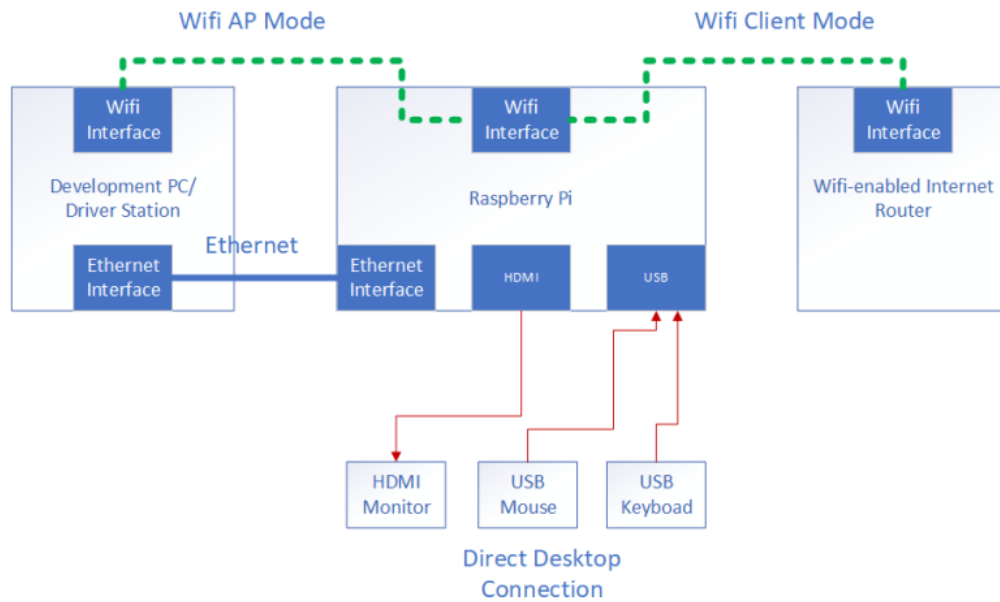 Wifi AP Mode
Wifi Client Mode
Wifi
Interface
Wifi
Interface
Wifi
Interface
Development PC/
Driver Station
Raspberry Pi
Wifi-enabled Internet
Router
Ethernet
Ethernet
Interface
Ethernet
Interface
HDMI
USB
HDMI
Monitor
USB
Mouse
USB
Keyboad
Direct Desktop
Connection